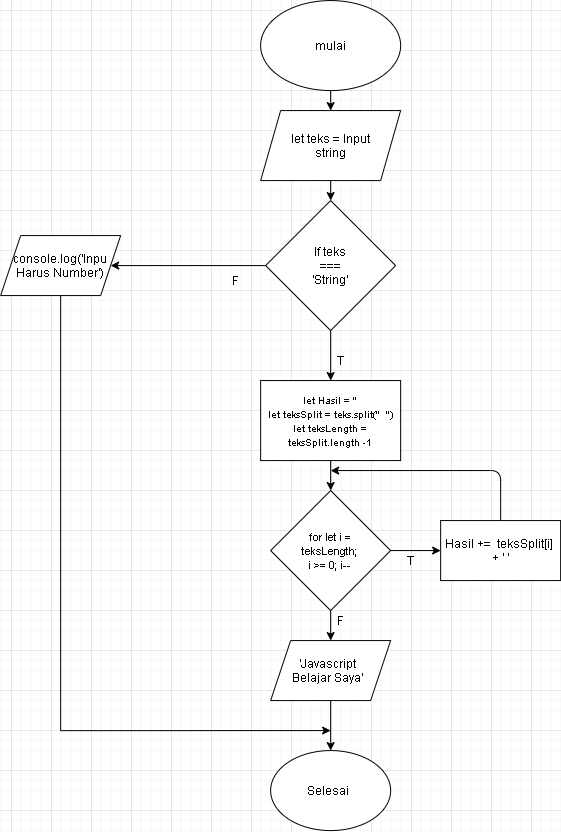 mulai
let teks = Input
string
If teks
===
'String'
F
console.log('Inpu
Harus Number')
T
let Hasil = ''
let teksSplit = teks.split(" ")
let teksLength =
teksSplit.length -1
for let i =
teksLength;
i >= 0; i--
T
Hasil += teksSplit[i]
+ ' '
F
'Javascript
Belajar Saya'
Selesai